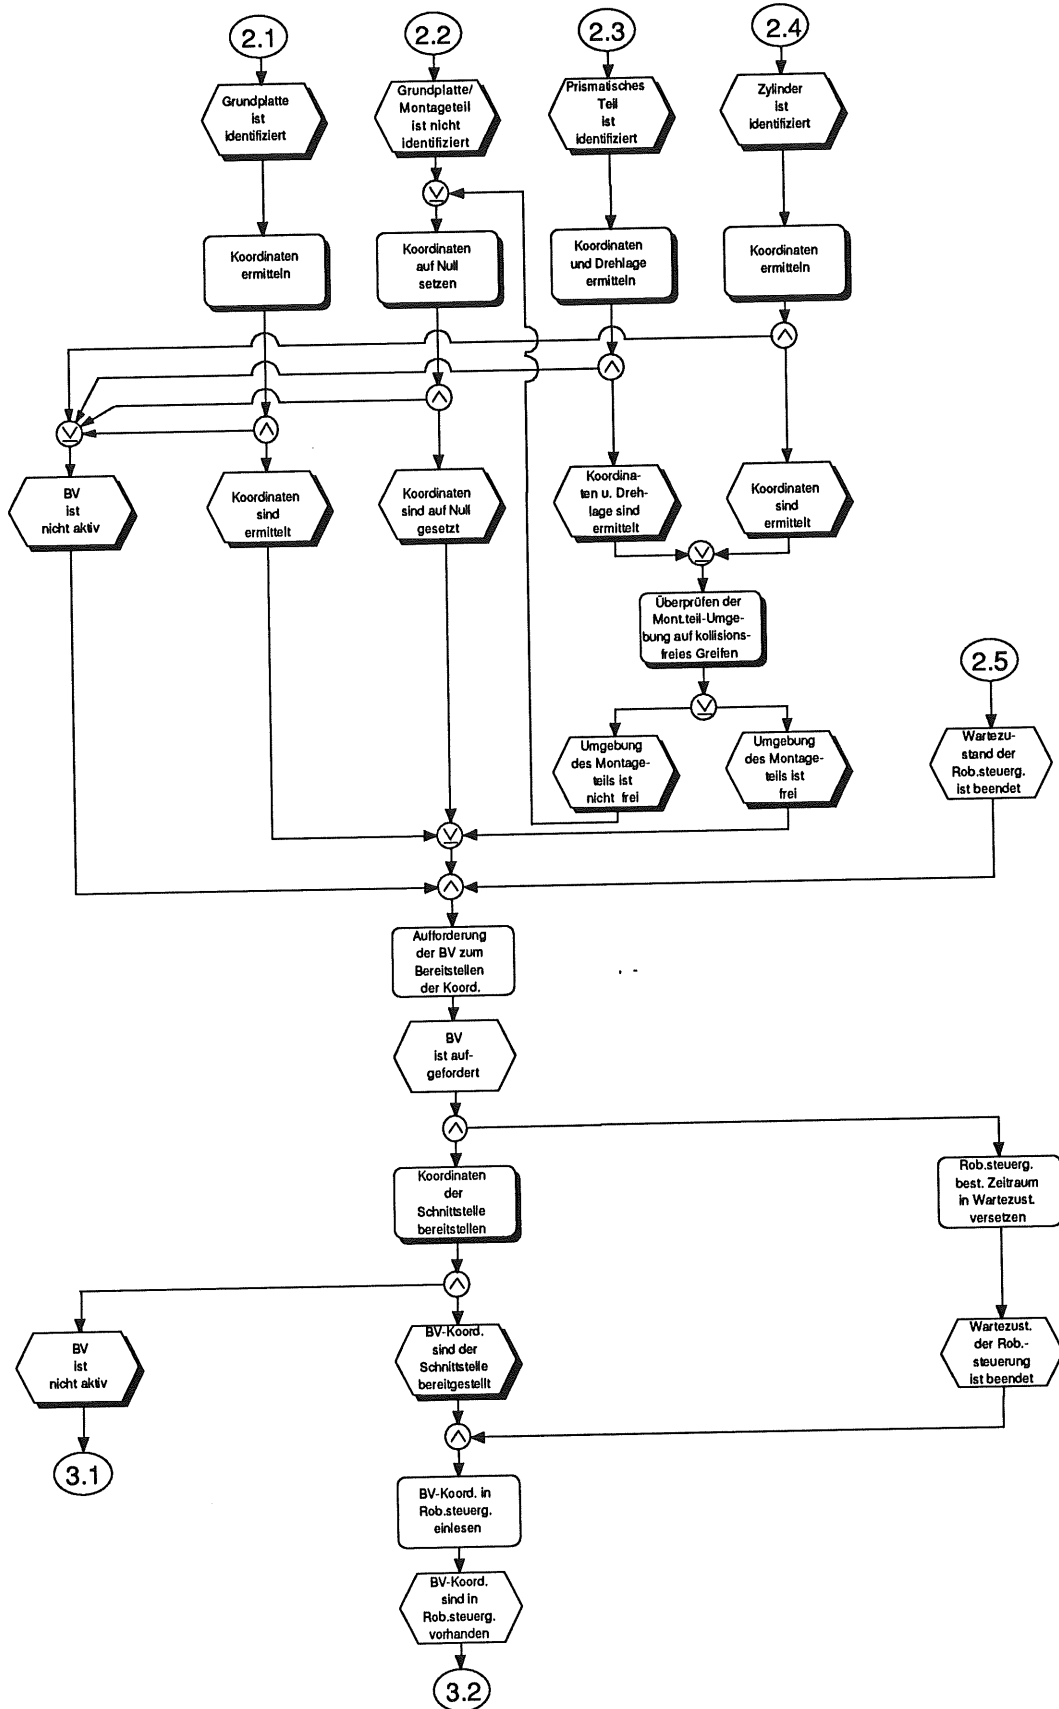 2.1
2.2
2.3
2.4
Grundplatte
ist
identifiziert
Grundplatte/
Montageteil
ist nicht
identifiziert
Prismatisches
Teil
ist
identifiziert
Zylinder
ist
identifiziert
Koordinaten
ermitteln
Koordinaten
auf Null
setzen
Koordinaten
und Drehlage
ermitteln
Koordinaten
ermitteln
BV
ist
nicht aktiv
Koordinaten
sind
ermittelt
Koordinaten
sind auf Null
gesetzt
Koordina-
ten u. Dreh-
lage sind
ermittelt
Koordinaten
sind
ermittelt
Überprüfen der
Mont.teil-Umge-
bung auf kollisions-
freies Greifen
2.5
Umgebung
des Montage-
teils ist
nicht frei
Umgebung
des Montage-
teils ist
frei
Wartezu-
stand der
Rob.steuerg.
ist beendet
Aufforderung
der BV zum
Bereitstellen
der Koord.
BV
ist auf-
gefordert
Koordinaten
der
Schnittstelle
bereitstellen
Rob.steuerg.
best. Zeitraum
in Wartezust.
versetzen
BV
ist
nicht aktiv
BV-Koord.
sind der
Schnittstelle
bereitgestellt
Wartezust.
der Rob.-
steuerung
ist beendet
3.1
BV-Koord. in
Rob.steuerg.
einlesen
BV-Koord.
sind in
Rob.steuerg.
vorhanden
3.2